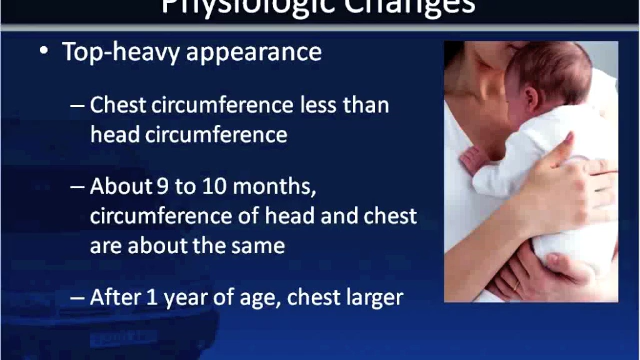 Physiologic Changes
• Top-heavy appearance
– Chest circumference less than
head circumference
– About 9 to 10 months,
circumference of head and chest
are about the same
– After 1 year of age, chest larger